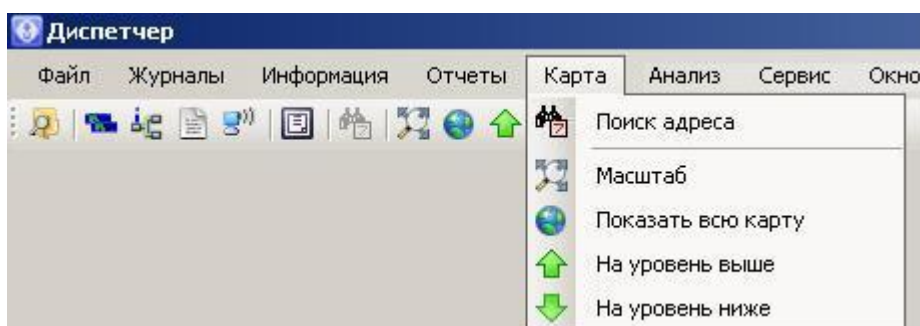 Диспетчер
Файл Журналы Информация Отчеты Карта Анализ Сервис Окно
Поиск адреса
Масштаб
Показать всю карту
На уровень выше
На уровень ниже